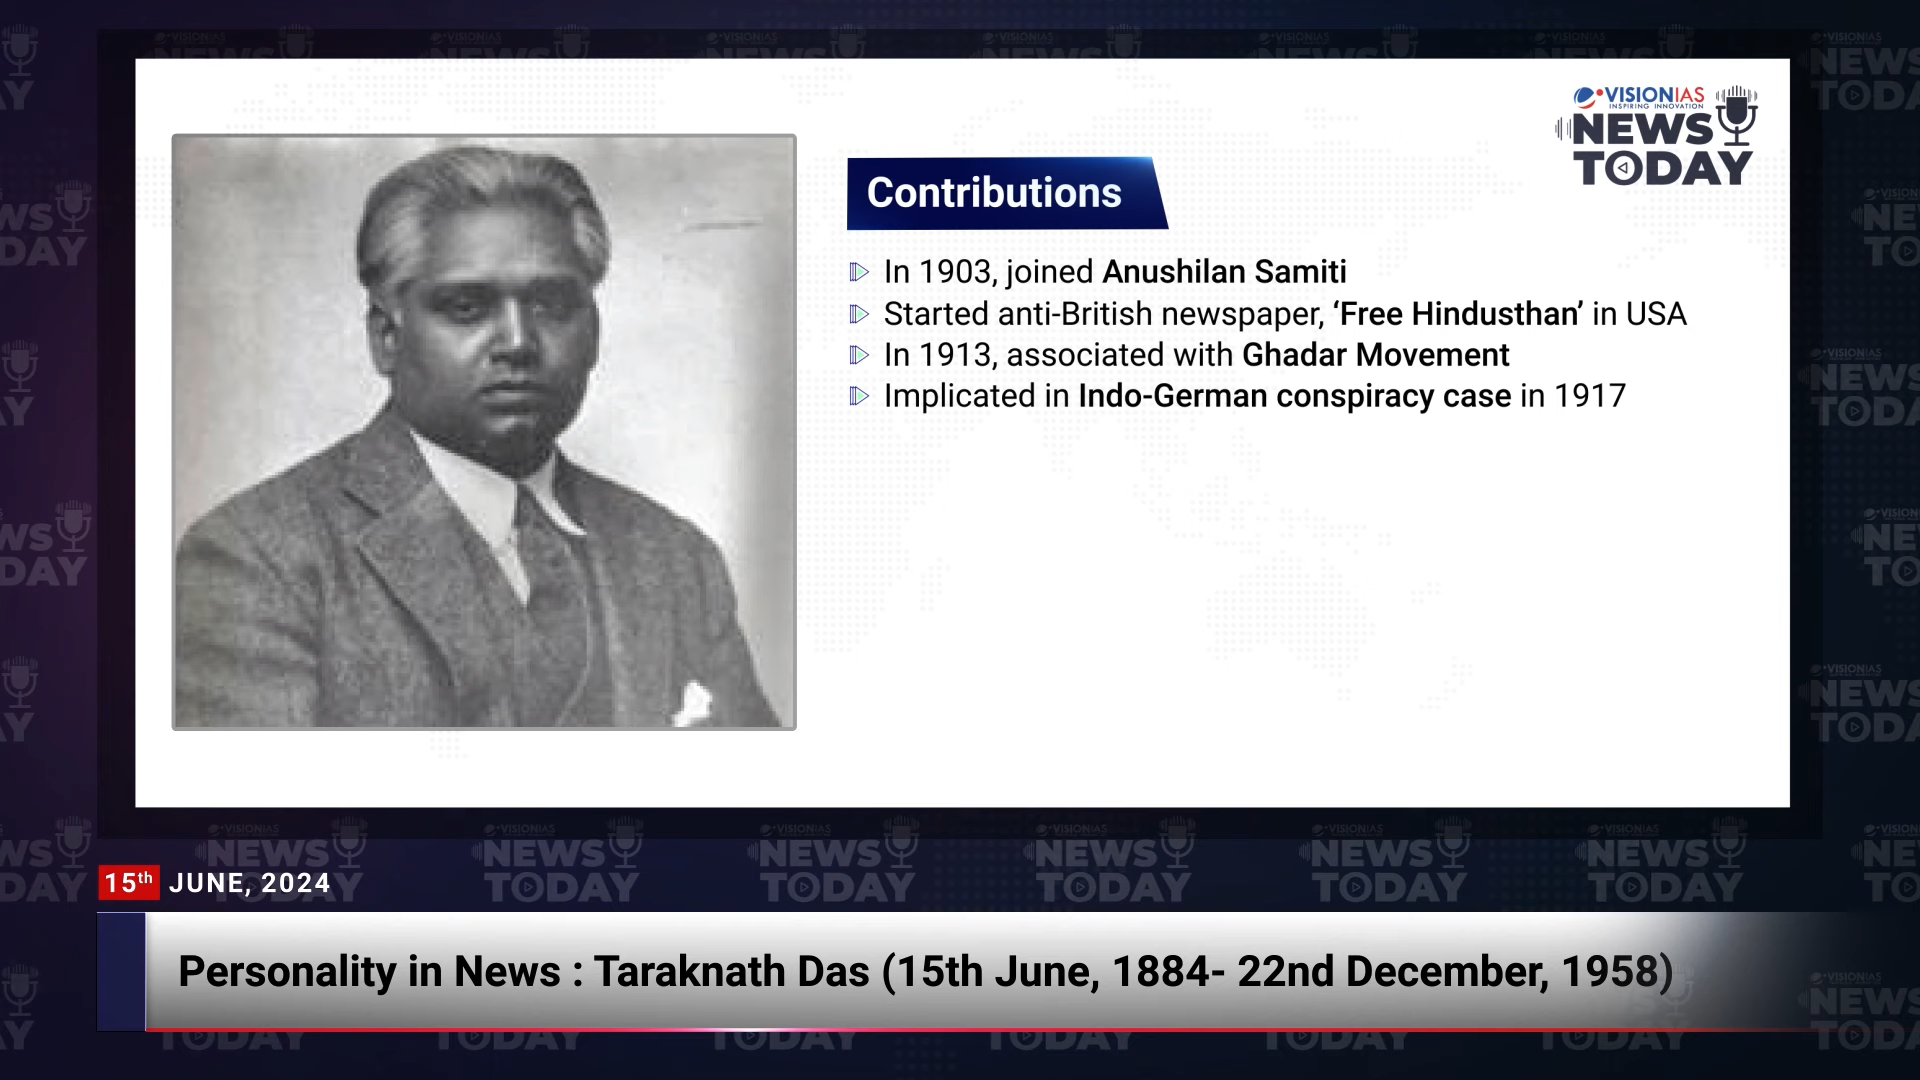 VISIONIAS
INSPIRING INNOVATION
NEWS
TODAY
Contributions
In 1903, joined Anushilan Samiti
Started anti-British newspaper, ‘Free Hindusthan’ in USA
In 1913, associated with Ghadar Movement
Implicated in Indo-German conspiracy case in 1917
15th JUNE, 2024
Personality in News : Taraknath Das (15th June, 1884- 22nd December, 1958)